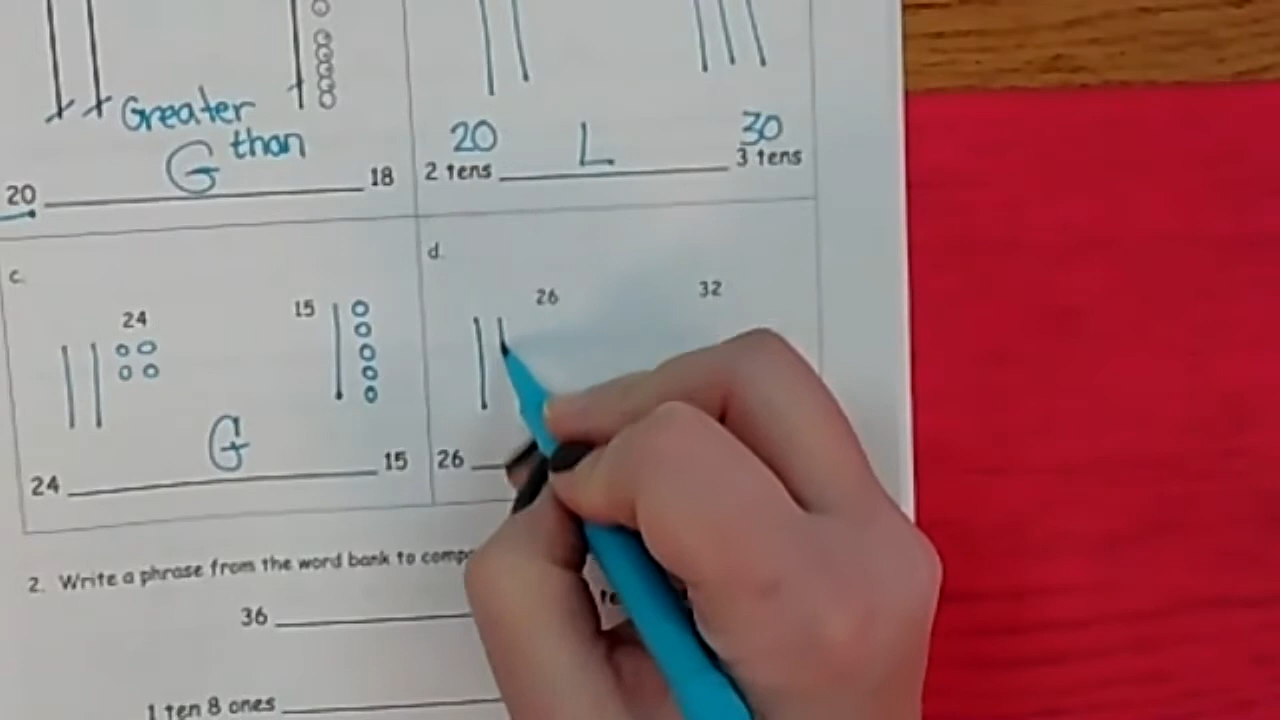 Greater
than
20 G 18
20 L 30
2 tens 3 tens
c.
24 15
G
24 15
d.
26 32
26
2. Write a phrase from the word bank to
36
1 ten 8 ones